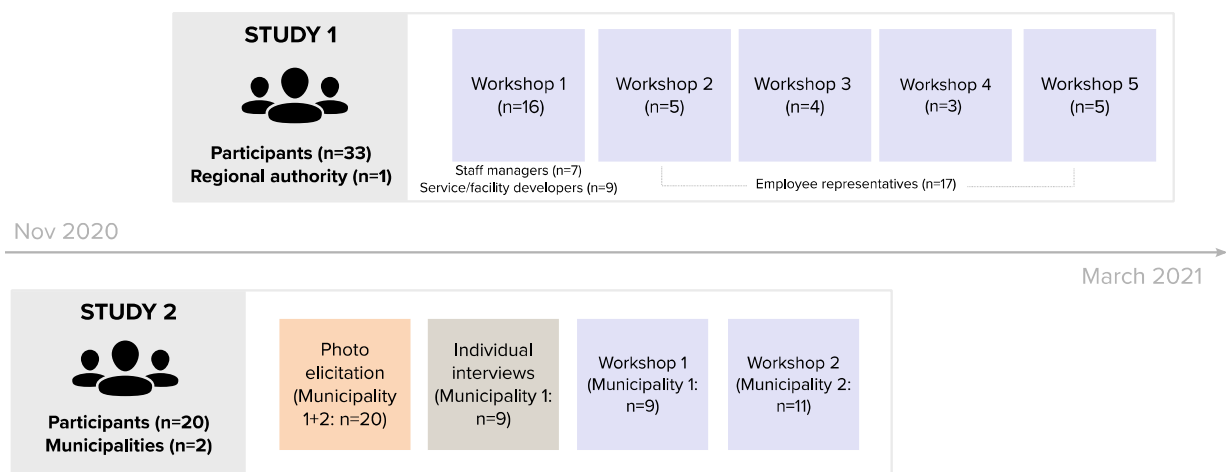 STUDY 1
Participants (n=33)
Regional authority (n=1)
Workshop 1
(n=16)
Workshop 2
(n=5)
Workshop 3
(n=4)
Workshop 4
(n=3)
Workshop 5
(n=5)
Staff managers (n=7)
Service/facility developers (n=9)
Employee representatives (n=17)
Nov 2020
March 2021
STUDY 2
Participants (n=20)
Municipalities (n=2)
Photo
elicitation
(Municipality
1+2: n=20)
Individual
interviews
(Municipality 1:
n=9)
Workshop 1
(Municipality 1:
n=9)
Workshop 2
(Municipality 2:
n=11)